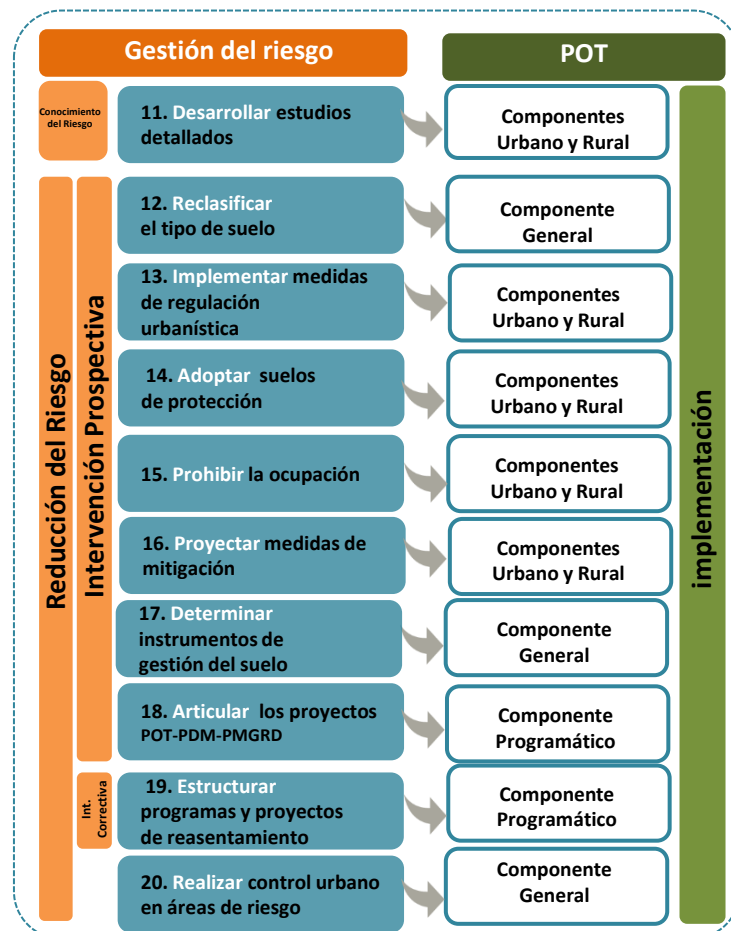 Gestión del riesgo
POT
Conocimiento
del Riesgo
11. Desarrollar estudios
detallados
Componentes
Urbano y Rural
Reducción del Riesgo
Intervención Prospectiva
12. Reclasificar
el tipo de suelo
Componente
General
13. Implementar medidas
de regulación
urbanística
Componentes
Urbano y Rural
14. Adoptar suelos
de protección
Componentes
Urbano y Rural
15. Prohibir la ocupación
Componentes
Urbano y Rural
16. Proyectar medidas de
mitigación
Componentes
Urbano y Rural
17. Determinar
instrumentos de
gestión del suelo
Componente
General
18. Articular los proyectos
POT-PDM-PMGRD
Componente
Programático
Int.
Correctiva
19. Estructurar
programas y proyectos
de reasentamiento
Componente
Programático
20. Realizar control urbano
en áreas de riesgo
Componente
General
implementación